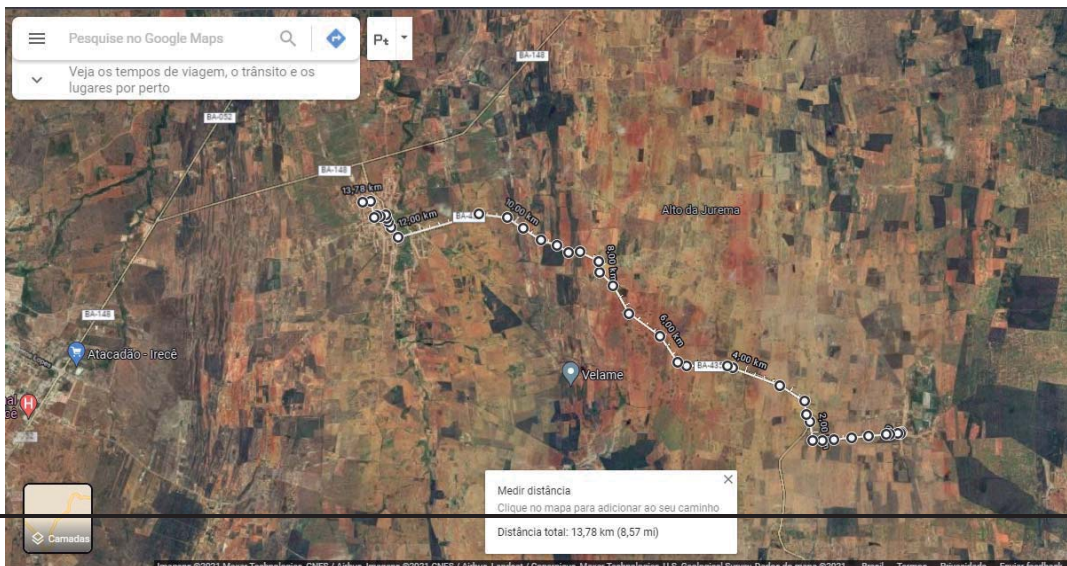 Pesquise no Google Maps
Veja os tempos de viagem, o trânsito e os
lugares por perto
BA-148
BA-052
BA-148
13,78 km
12,00 km
10,00 km
Alto da Jurema
8,00 km
BA-148
6,00 km
Atacadão - Irecê
4,00 km
Velame
H
Medir distância
Clique no mapa para adicionar ao seu caminho
Distância total: 13,78 km (8,57 mi)
Camadas